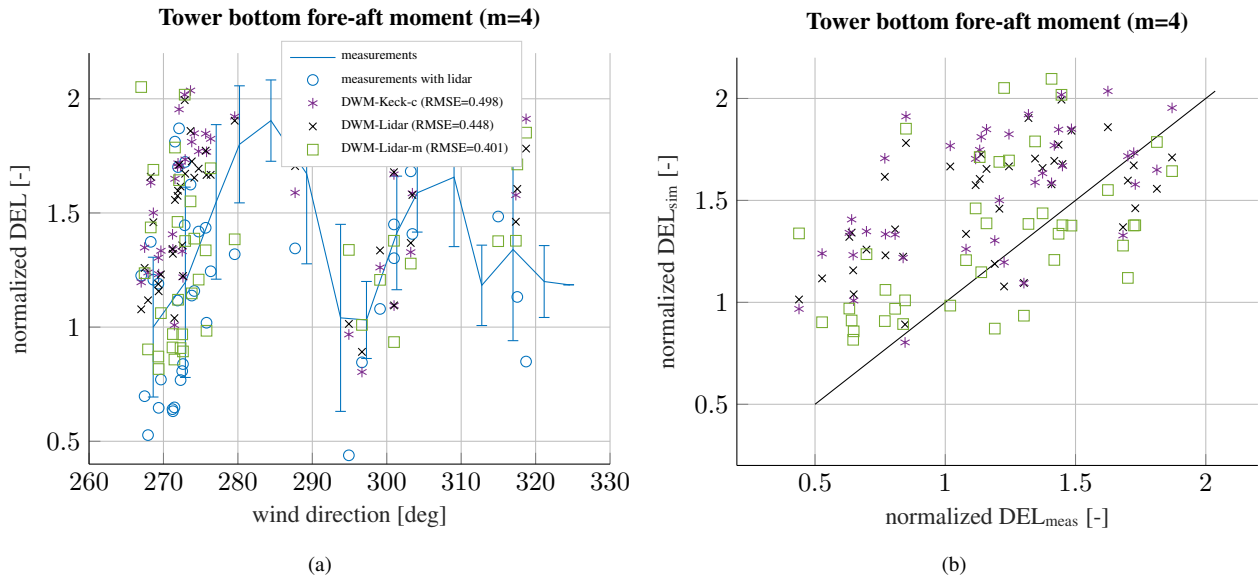 Tower bottom fore-aft moment (m=4)
measurements
measurements with lidar
DWM-Keck-c (RMSE=0.498)
DWM-Lidar (RMSE=0.448)
DWM-Lidar-m (RMSE=0.401)
2
1.5
1
0.5
normalized DEL [-]
260 270 280 290 300 310 320 330
wind direction [deg]
(a)
Tower bottom fore-aft moment (m=4)
2
1.5
1
0.5
normalized DELsim [-]
0.5 1 1.5 2
normalized DELmeas [-]
(b)